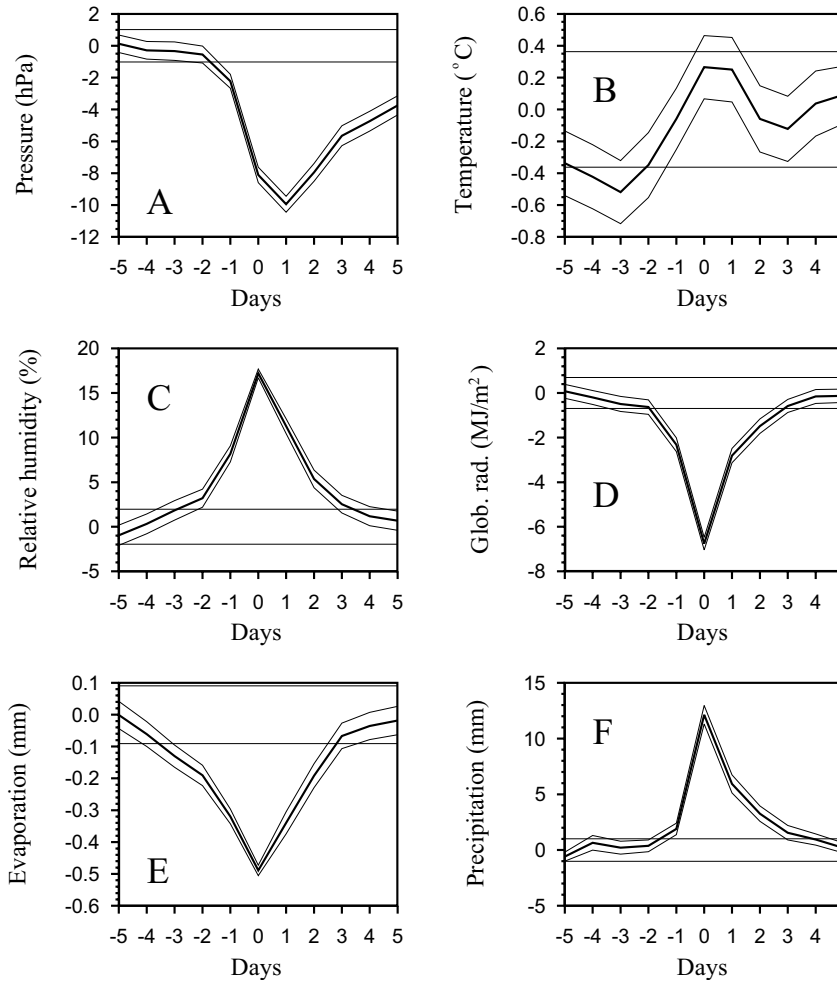 2
0
-2
-4
-6
-8
-10
-12
Pressure (hPa)
A
-5 -4 -3 -2 -1 0 1 2 3 4 5
Days
0.6
0.4
0.2
0.0
-0.2
-0.4
-0.6
-0.8
Temperature (°C)
B
-5 -4 -3 -2 -1 0 1 2 3 4
Days
20
15
10
5
0
-5
Relative humidity (%)
C
-5 -4 -3 -2 -1 0 1 2 3 4 5
Days
2
0
-2
-4
-6
-8
Glob. rad. (MJ/m²)
D
-5 -4 -3 -2 -1 0 1 2 3 4
Days
0.1
0.0
-0.1
-0.2
-0.3
-0.4
-0.5
-0.6
Evaporation (mm)
E
-5 -4 -3 -2 -1 0 1 2 3 4 5
Days
15
10
5
0
-5
Precipitation (mm)
F
-5 -4 -3 -2 -1 0 1 2 3 4
Days